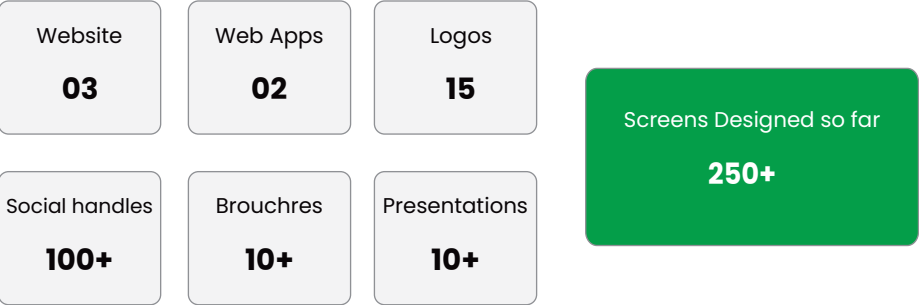 Website
03
Web Apps
02
Logos
15
Screens Designed so far
250+
Social handles
100+
Brouchres
10+
Presentations
10+